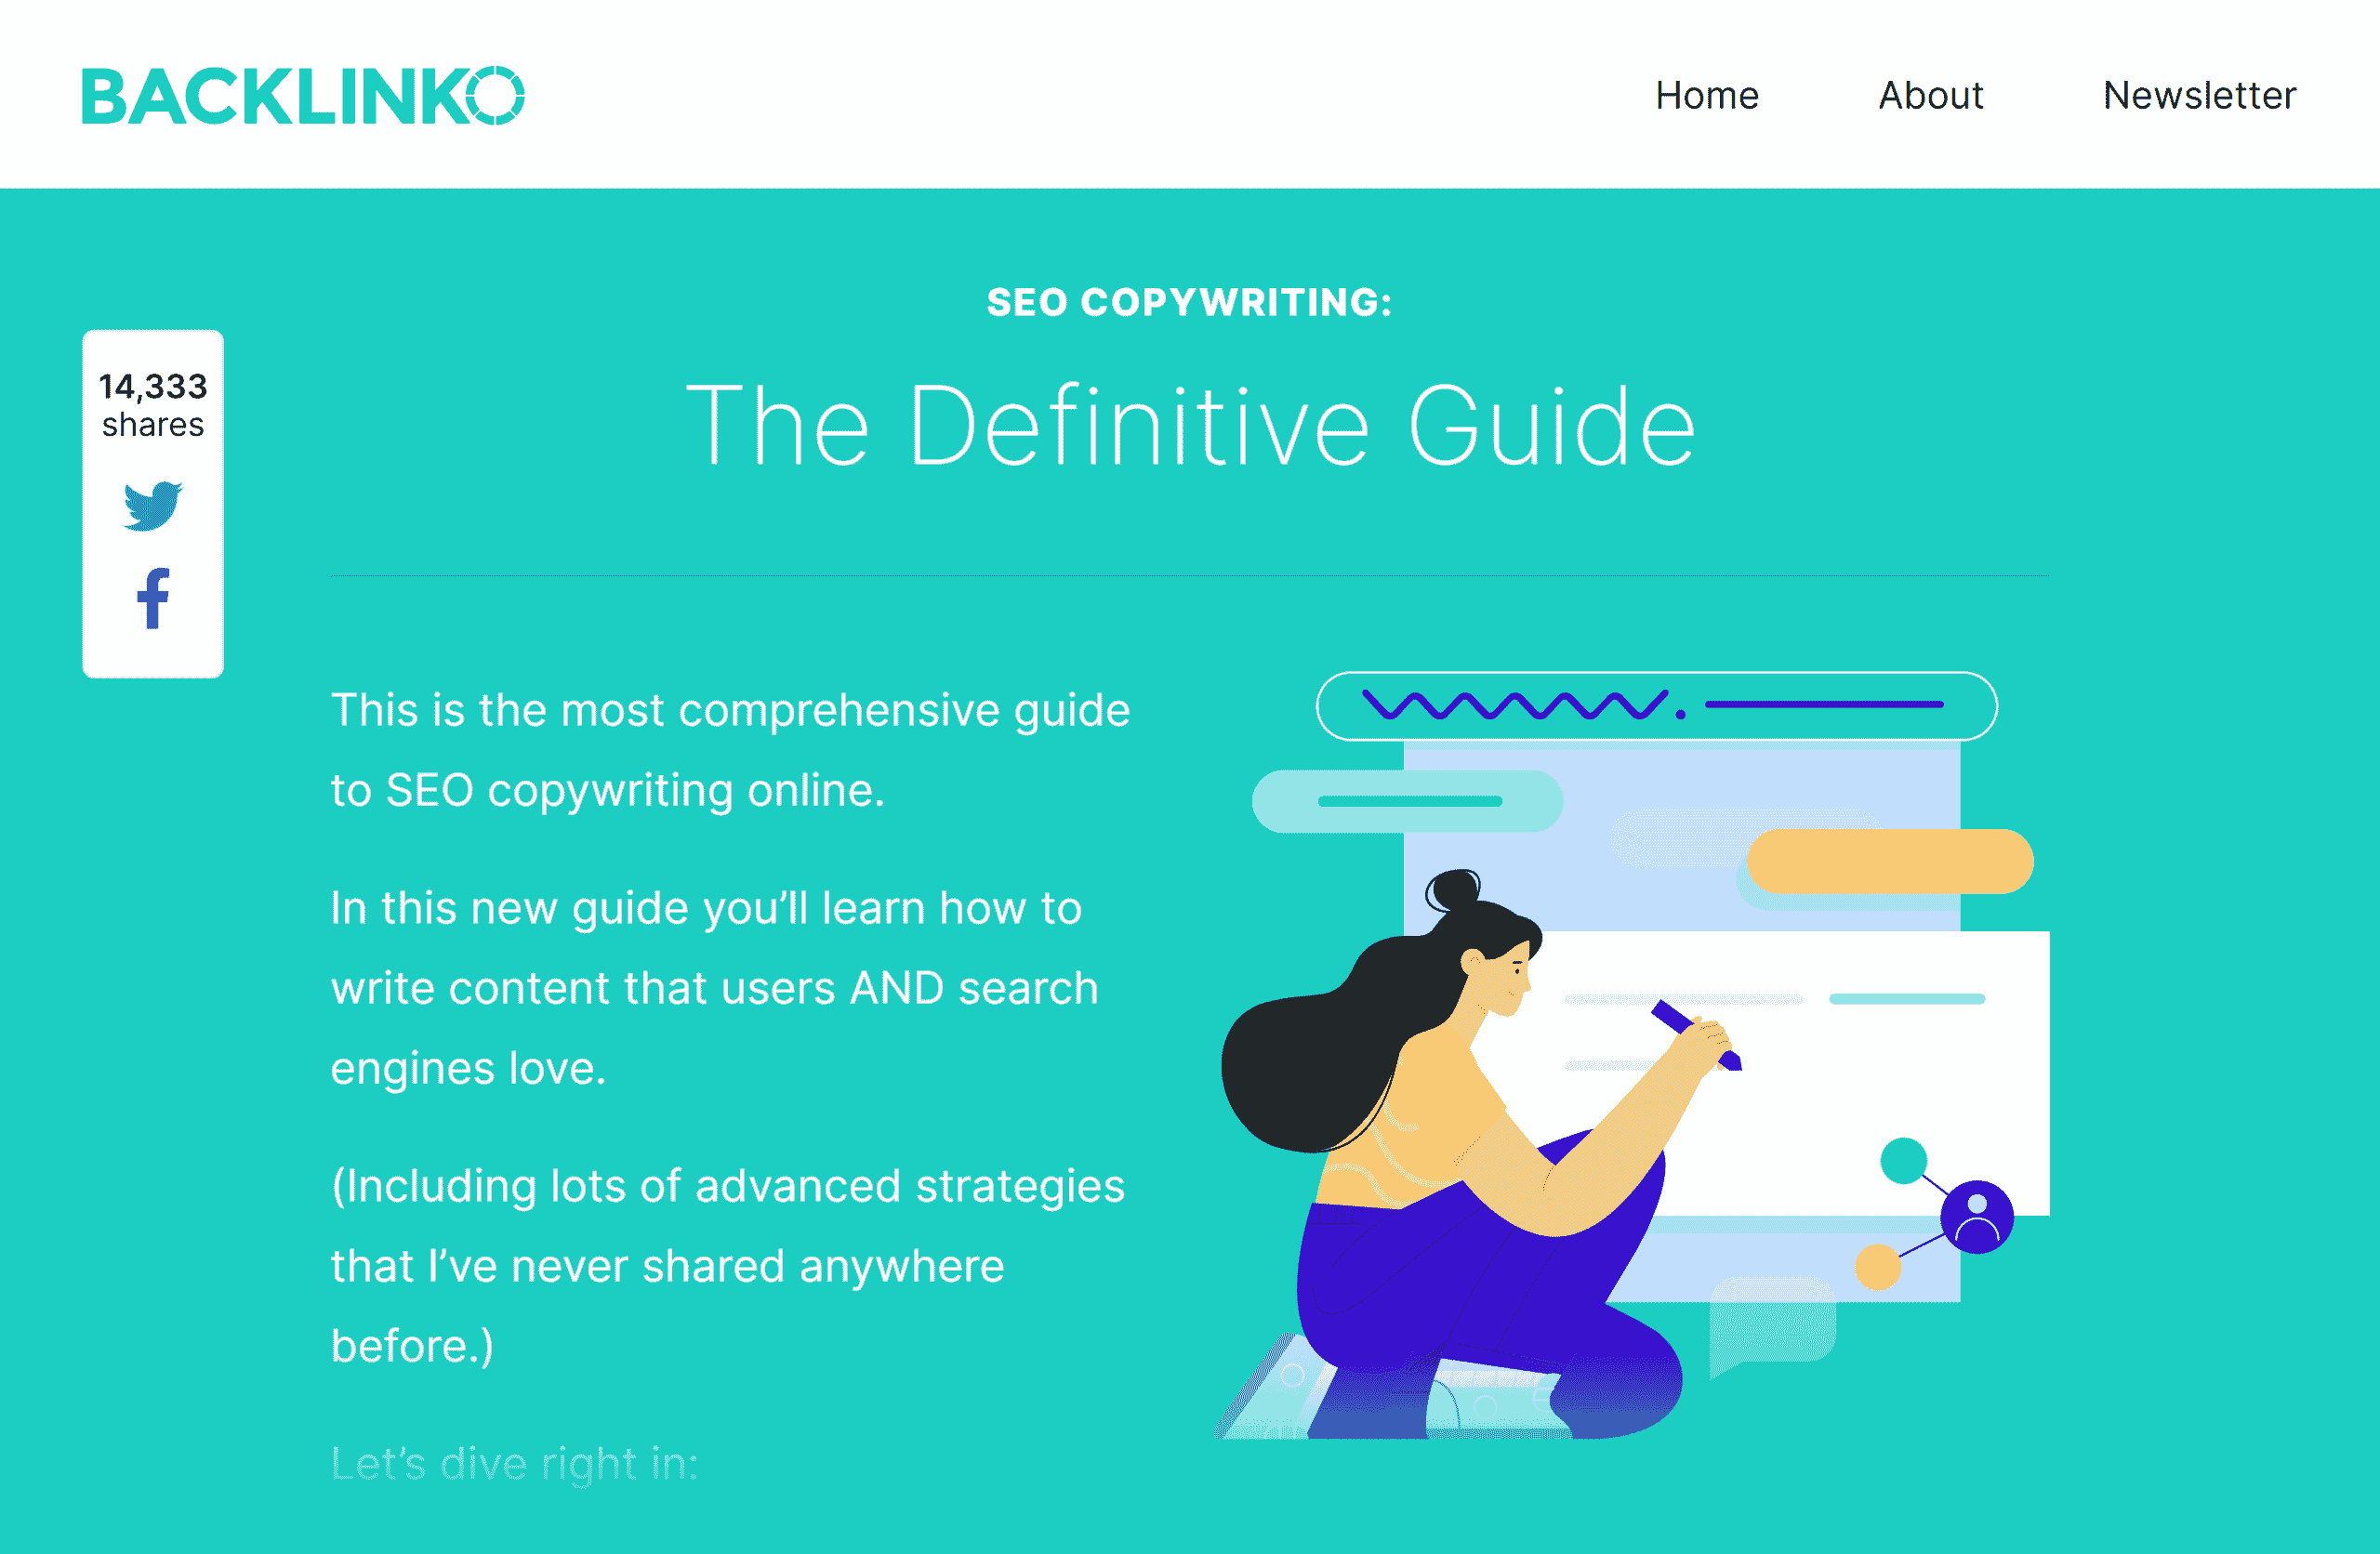 BACKLINKO
Home About Newsletter
SEO COPYWRITING:
The Definitive Guide
14,333
shares
This is the most comprehensive guide
to SEO copywriting online.
In this new guide you’ll learn how to
write content that users AND search
engines love.
(Including lots of advanced strategies
that I’ve never shared anywhere
before.)
Let’s dive right in: